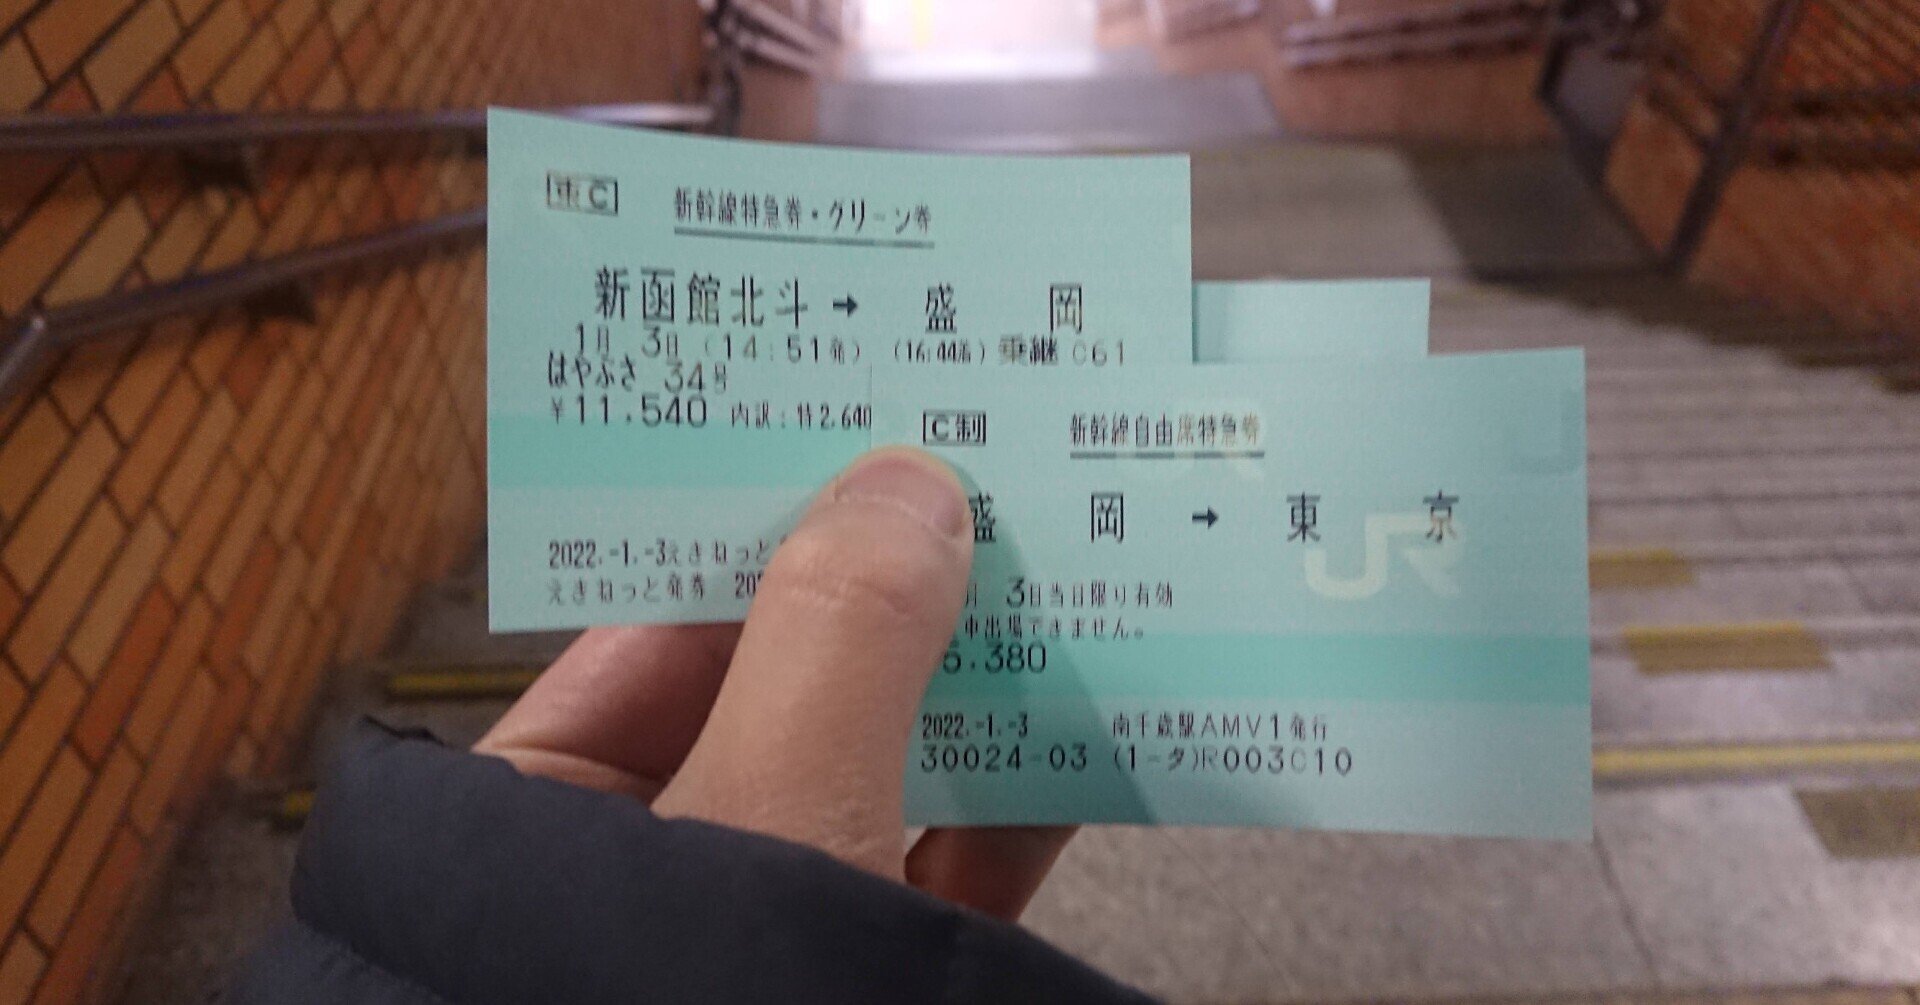 東C
新幹線特急券・グリーン券
新函館北斗 → 盛 岡
1月 3日 (14:51発) (16:44着) 乗継 C61
はやぶさ 34号
¥11.540 内訳:特2.640
2022.-1.-3えきねっと
えきねっと発券 202
C制
新幹線自由席特急券
盛 岡 → 東 京
月 3日当日限り有効
中出場できません。
5.380
2022.-1.-3 南千歳駅AMV1発行
30024-03 (1-タ)R003C10
JR